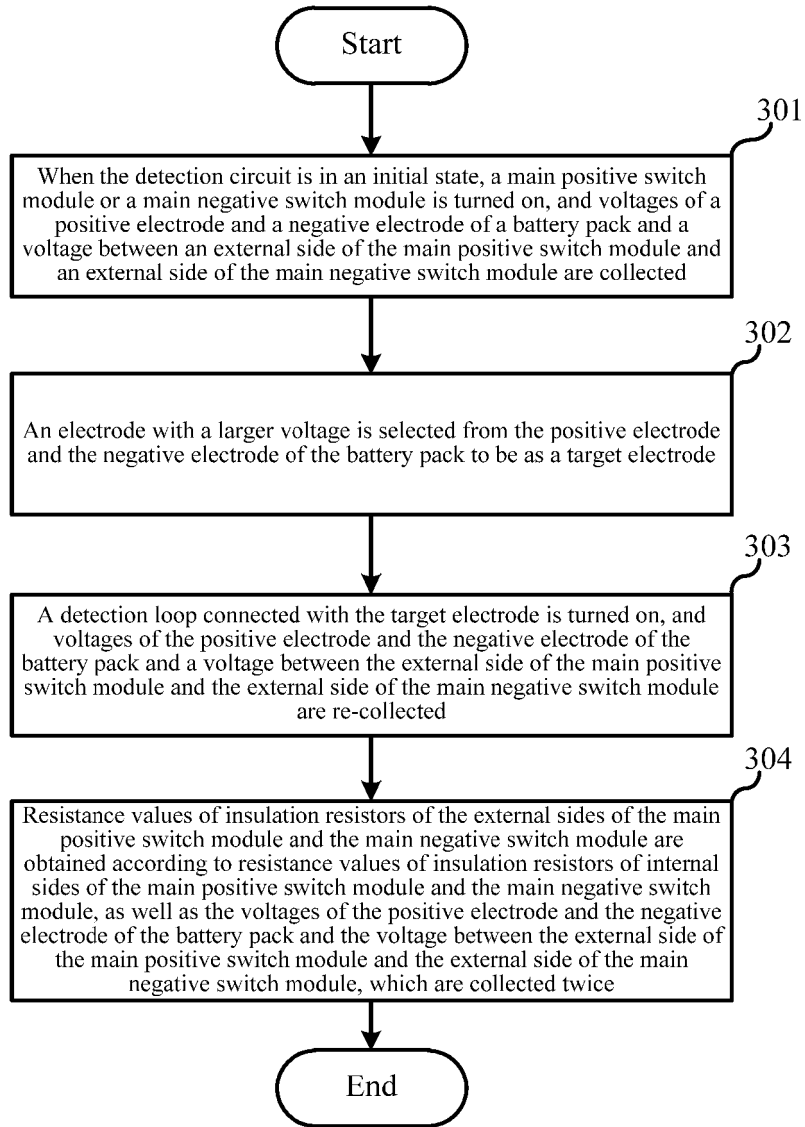 Start
301
When the detection circuit is in an initial state, a main positive switch
module or a main negative switch module is turned on, and voltages of a
positive electrode and a negative electrode of a battery pack and a
voltage between an external side of the main positive switch module and
an external side of the main negative switch module are collected
302
An electrode with a larger voltage is selected from the positive electrode
and the negative electrode of the battery pack to be as a target electrode
303
A detection loop connected with the target electrode is turned on, and
voltages of the positive electrode and the negative electrode of the
battery pack and a voltage between the external side of the main positive
switch module and the external side of the main negative switch module
are re-collected
304
Resistance values of insulation resistors of the external sides of the main
positive switch module and the main negative switch module are
obtained according to resistance values of insulation resistors of internal
sides of the main positive switch module and the main negative switch
module, as well as the voltages of the positive electrode and the negative
electrode of the battery pack and the voltage between the external side of
the main positive switch module and the external side of the main
negative switch module, which are collected twice
End